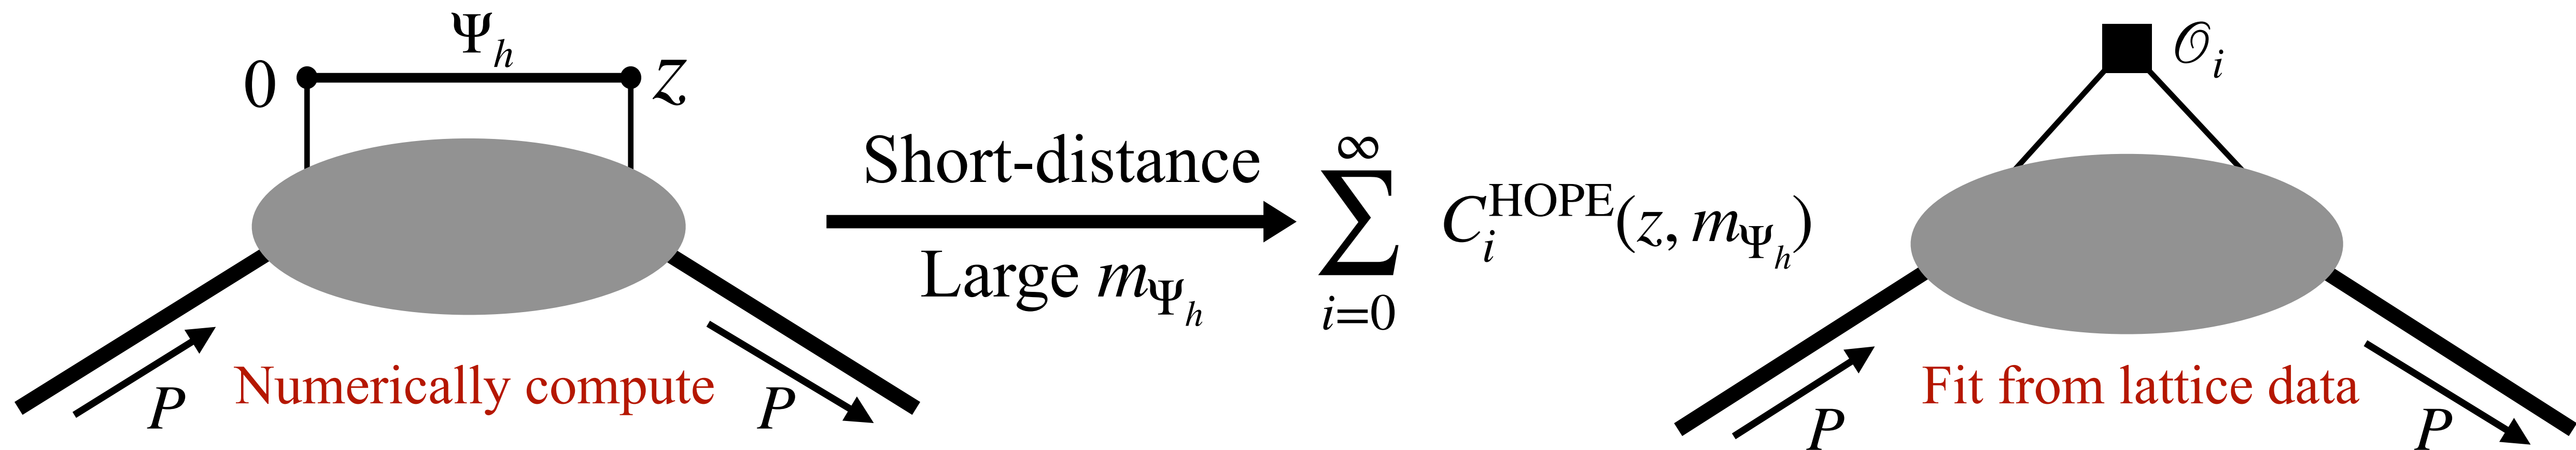 Ψ_h
0 z
P P
Numerically compute
Short-distance
Large m_{Ψ_h}
∑_{i=0}^{∞} C_i^{HOPE}(z, m_{Ψ_h})
𝒪_i
P P
Fit from lattice data